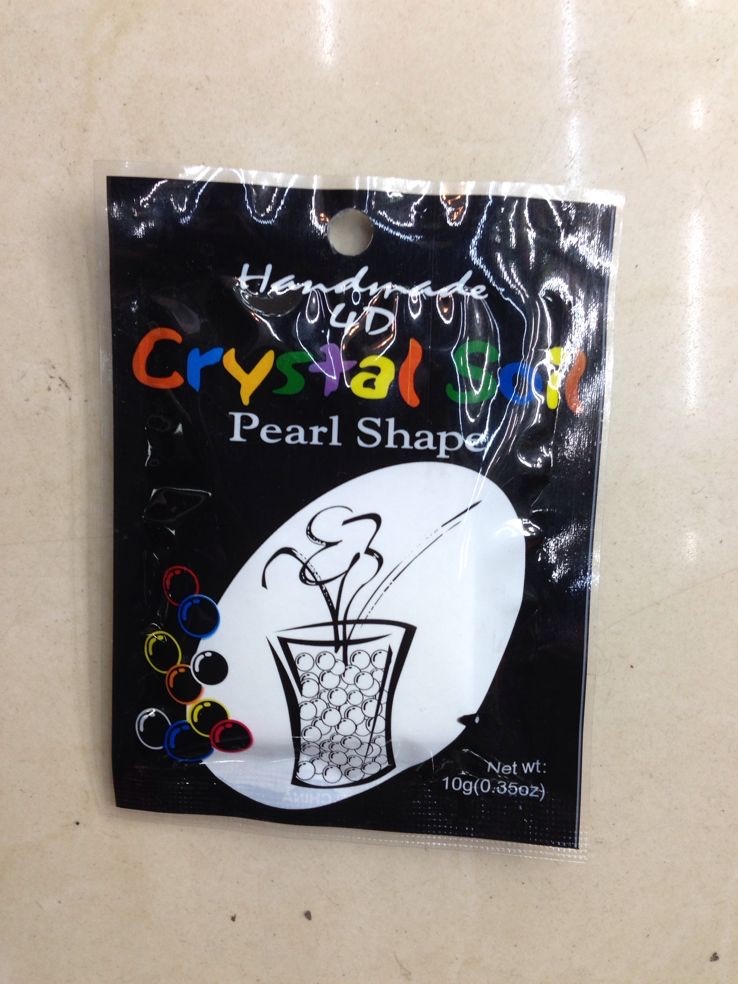 Handmade
4D
Crystal Soil
Pearl Shape
Net wt:
10g(0.35oz)